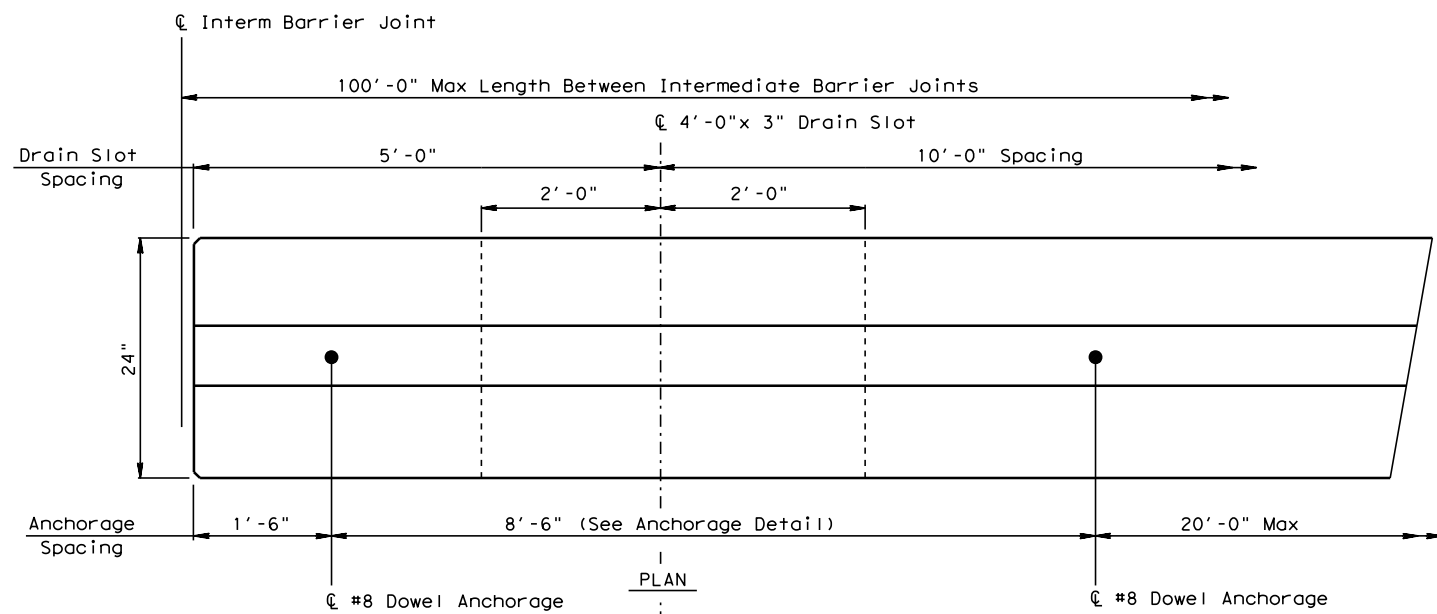 ℄ Interm Barrier Joint
100'-0" Max Length Between Intermediate Barrier Joints
℄ 4'-0"x 3" Drain Slot
Drain Slot
Spacing
5'-0"
10'-0" Spacing
2'-0"
2'-0"
24"
Anchorage
Spacing
1'-6"
8'-6" (See Anchorage Detail)
20'-0" Max
PLAN
℄ #8 Dowel Anchorage
℄ #8 Dowel Anchorage